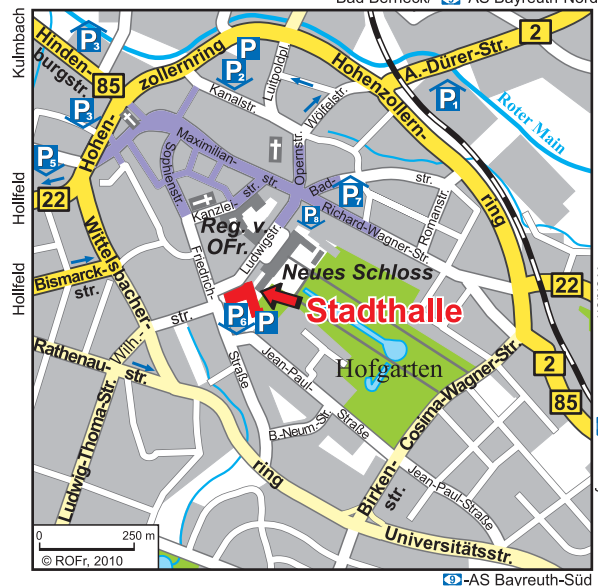 Bad Berneck/ 9 -AS Bayreuth-Nord
Kulmbach
Hollfeld
Hollfeld
P3
Hinden-
burgstr.
85
zollernring
P
P2
Luitpoldpl.
Hohenzollern-
ring
2
A.-Dürer-Str.
P1
Roter Main
Kanalstr.
Wölfelstr.
P3
Hohen-
P5
22
Maximilian-
str.
Sophienstr.
Opernstr.
Bad-
str.
P7
Kanzlei-
str.
P8
Richard-Wagner-Str.
Romanstr.
Reg. v.
OFr.
Ludwigstr.
Neues Schloss
22
Wittelsbacher-
ring
Bismarck-
str.
Friedrich-
Straße
Stadthalle
P6
P
Wilh.-
str.
Hofgarten
Rathenau-
str.
Jean-Paul-
Straße
2
85
B.-Neum.-Str.
Cosima-Wagner-Str.
Birken-
str.
Jean-Paul-Straße
Ludwig-Thoma-Str.
Universitätsstr.
0 250 m
© ROFr, 2010
9 -AS Bayreuth-Süd